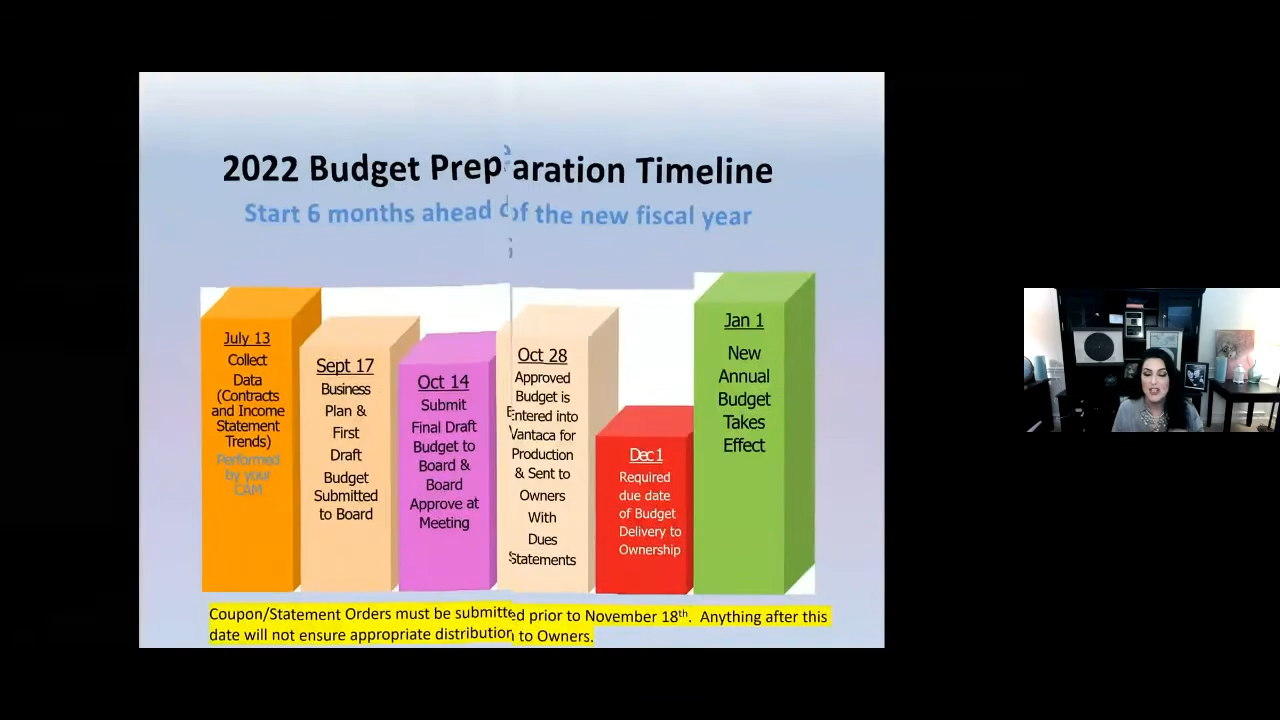 2022 Budget Preparation Timeline
Start 6 months ahead of the new fiscal year
July 13
Collect
Data
(Contracts
and Income
Statement
Trends)
Performed
by your
CAM
Sept 17
Business
Plan &
First
Draft
Budget
Submitted
to Board
Oct 14
Submit
Final Draft
Budget to
Board &
Board
Approve at
Meeting
Oct 28
Approved
Budget is
Entered into
Vantaca for
Production
& Sent to
Owners
With
Dues
Statements
Dec 1
Required
due date
of Budget
Delivery to
Ownership
Jan 1
New
Annual
Budget
Takes
Effect
Coupon/Statement Orders must be submitted prior to November 18th. Anything after this
date will not ensure appropriate distribution to Owners.